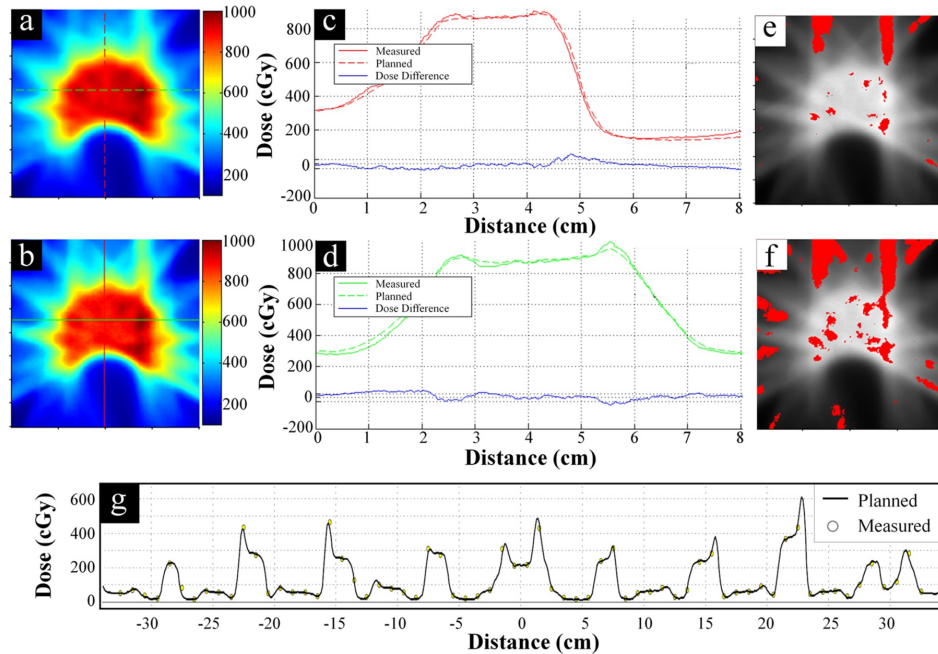 a
1000
800
600
400
200
b
1000
800
600
400
200
c
Dose (cGy)
800
600
400
200
0
-200
Measured
Planned
Dose Difference
0 1 2 3 4 5 6 7 8
Distance (cm)
d
Dose (cGy)
1000
800
600
400
200
0
-200
Measured
Planned
Dose Difference
0 1 2 3 4 5 6 7 8
Distance (cm)
e
f
g
Dose (cGy)
600
400
200
0
Planned
Measured
-30 -25 -20 -15 -10 -5 0 5 10 15 20 25 30
Distance (cm)